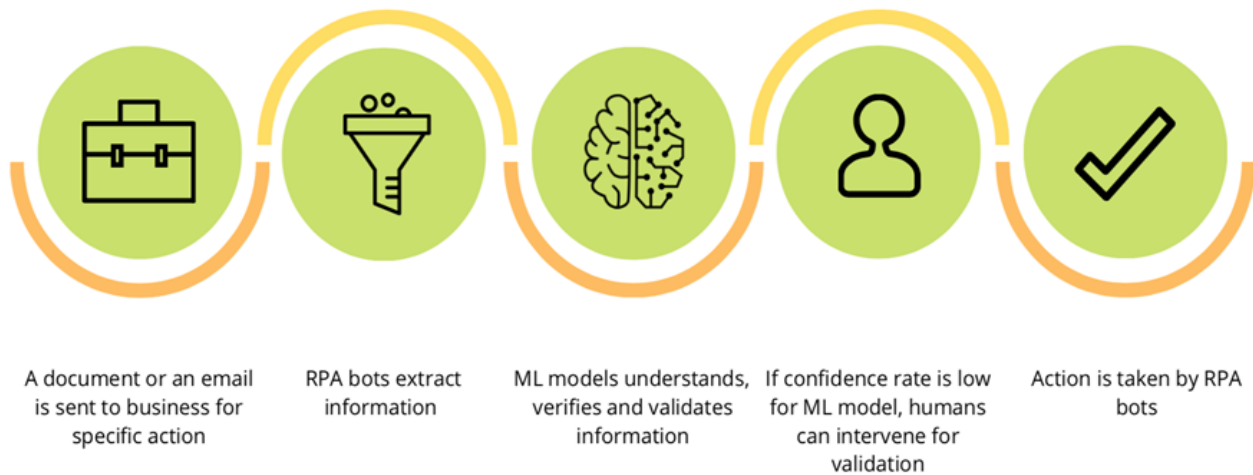 A document or an email
is sent to business for
specific action
RPA bots extract
information
ML models understands,
verifies and validates
information
If confidence rate is low
for ML model, humans
can intervene for
validation
Action is taken by RPA
bots